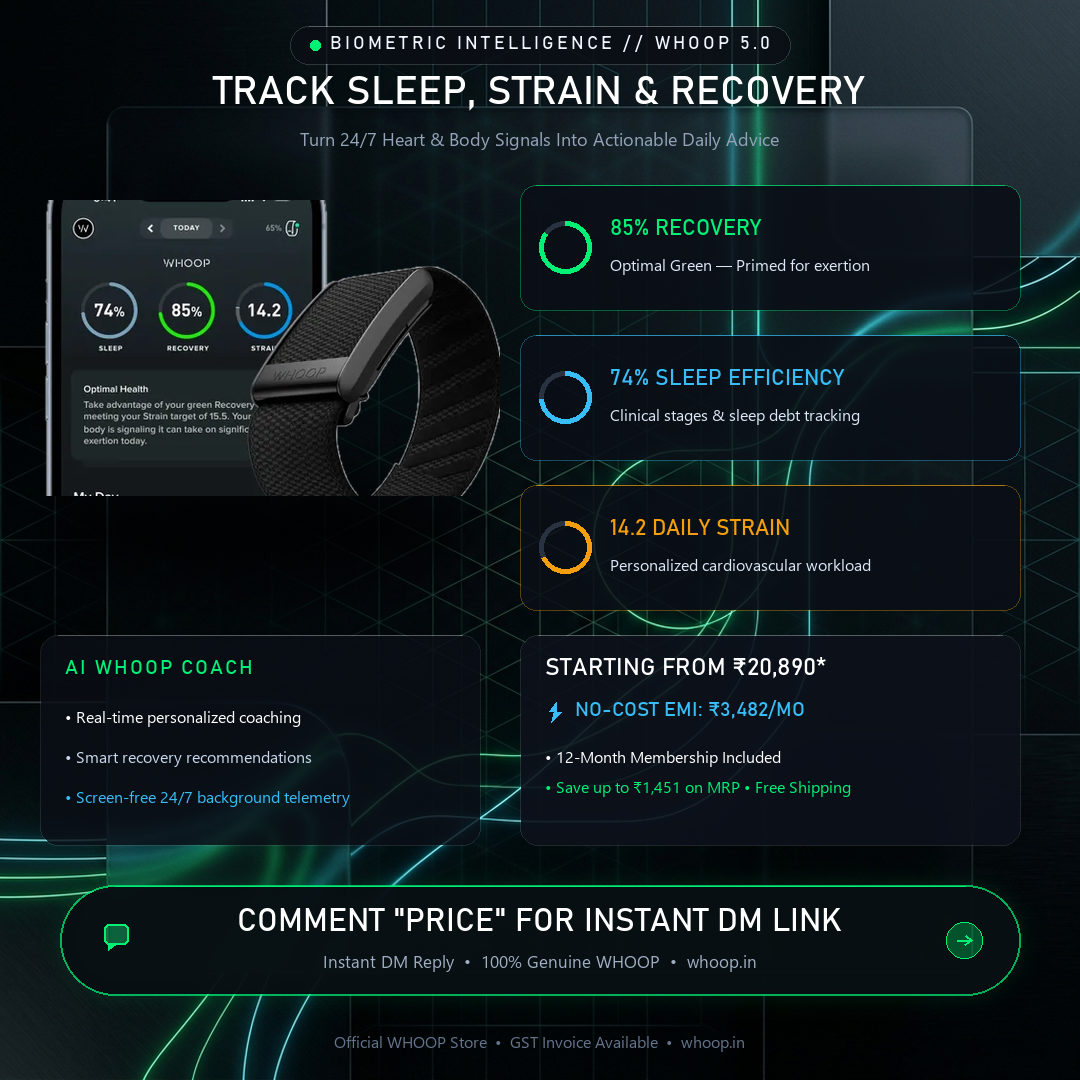 BIOMETRIC INTELLIGENCE // WHOOP 5.0
TRACK SLEEP, STRAIN & RECOVERY
Turn 24/7 Heart & Body Signals Into Actionable Daily Advice
W
TODAY
65%
WHOOP
74%
85%
14.2
SLEEP
RECOVERY
Optimal Health
Take advantage of your green Recovery
meeting your Strain target of 15.5. Your
body is signaling it can take on
exertion today.
WHOOP
85% RECOVERY
Optimal Green — Primed for exertion
74% SLEEP EFFICIENCY
Clinical stages & sleep debt tracking
14.2 DAILY STRAIN
Personalized cardiovascular workload
AI WHOOP COACH
• Real-time personalized coaching
• Smart recovery recommendations
• Screen-free 24/7 background telemetry
STARTING FROM ₹20,890*
NO-COST EMI: ₹3,482/MO
• 12-Month Membership Included
• Save up to ₹1,451 on MRP • Free Shipping
COMMENT "PRICE" FOR INSTANT DM LINK
Instant DM Reply • 100% Genuine WHOOP • whoop.in
Official WHOOP Store • GST Invoice Available • whoop.in